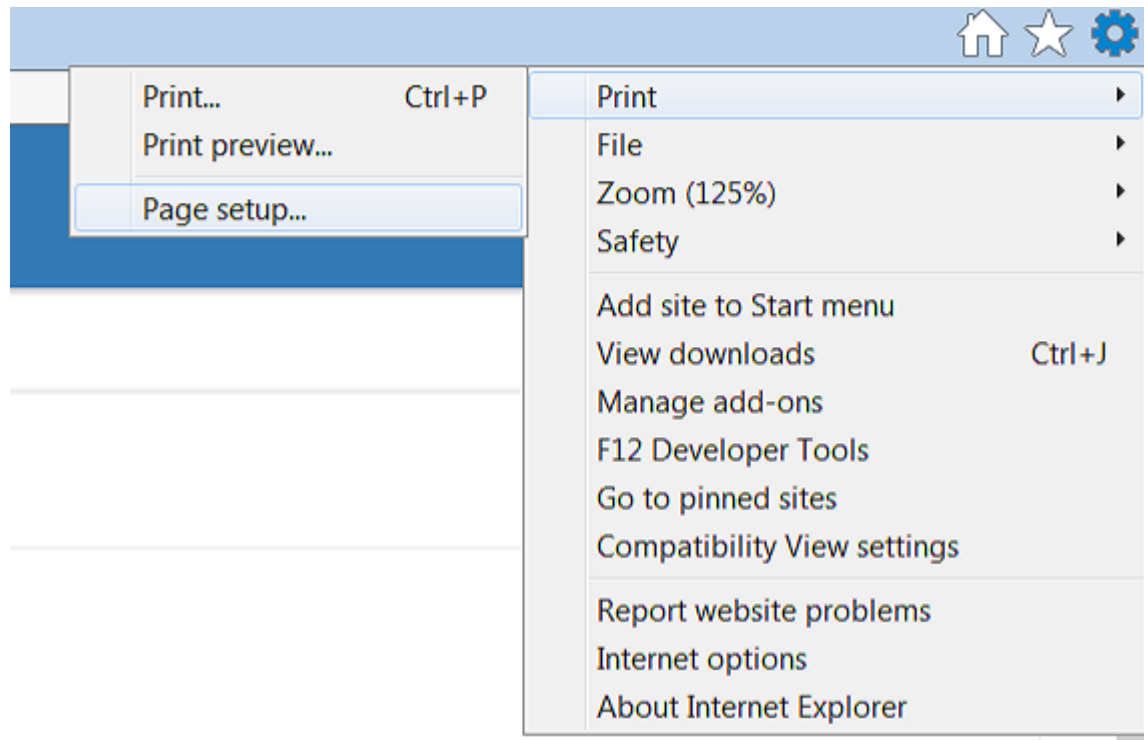 Print... Ctrl+P
Print preview...
Page setup...
Print
File
Zoom (125%)
Safety
Add site to Start menu
View downloads Ctrl+J
Manage add-ons
F12 Developer Tools
Go to pinned sites
Compatibility View settings
Report website problems
Internet options
About Internet Explorer